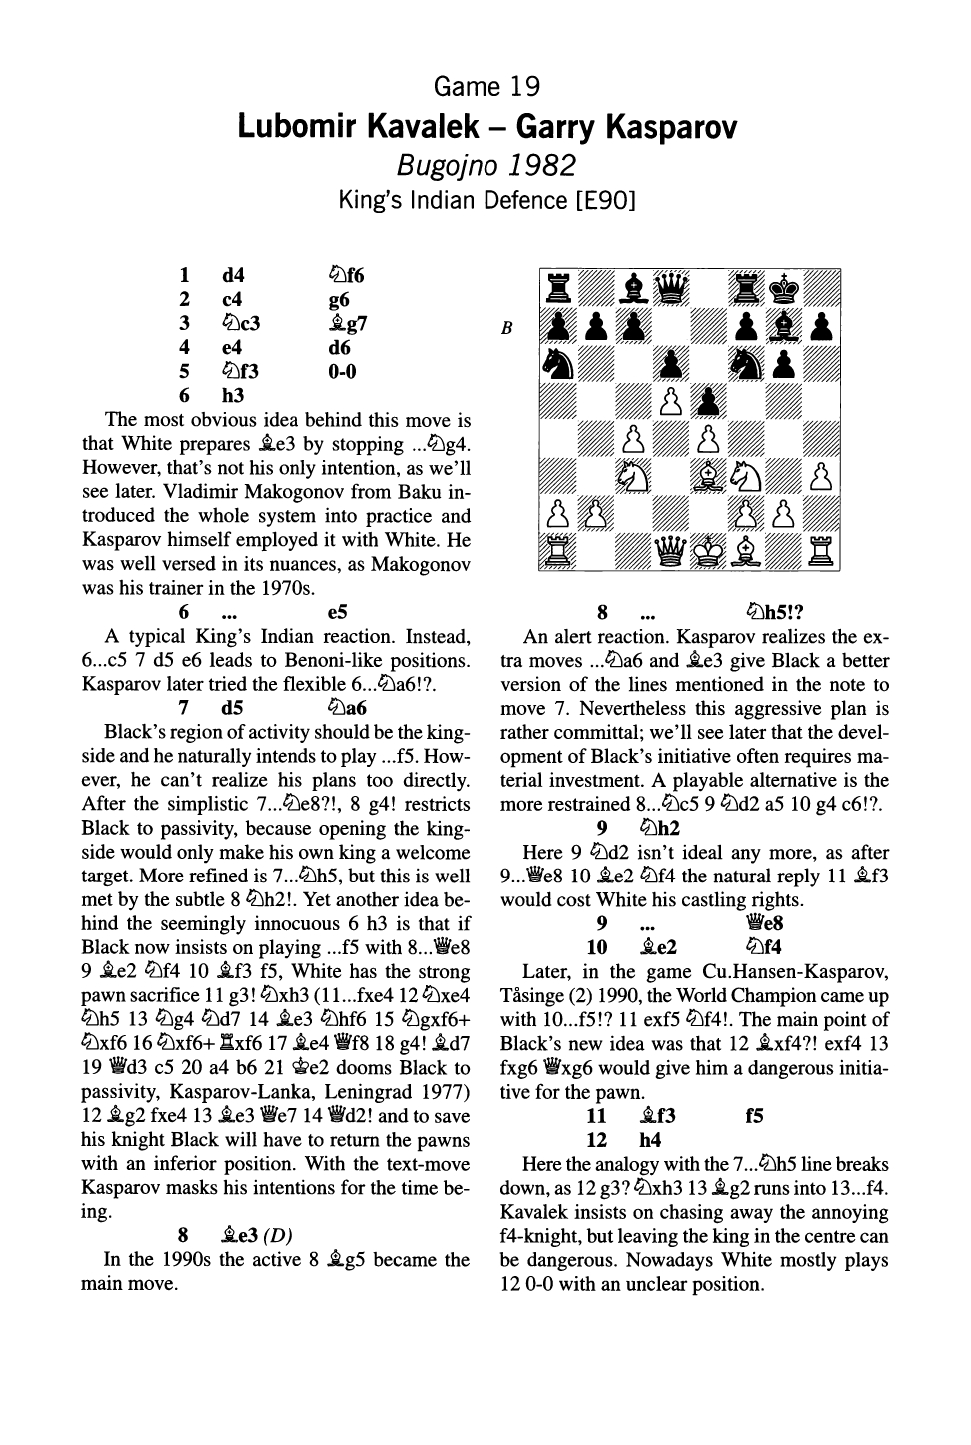 Game 19
Lubomir Kavalek – Garry Kasparov
Bugojno 1982
King's Indian Defence [E90]
1 d4 ♘f6
2 c4 g6
3 ♘c3 ♗g7
4 e4 d6
5 ♘f3 0-0
6 h3
The most obvious idea behind this move is
that White prepares ♗e3 by stopping ...♘g4.
However, that's not his only intention, as we'll
see later. Vladimir Makogonov from Baku in-
troduced the whole system into practice and
Kasparov himself employed it with White. He
was well versed in its nuances, as Makogonov
was his trainer in the 1970s.
6 ... e5
A typical King's Indian reaction. Instead,
6...c5 7 d5 e6 leads to Benoni-like positions.
Kasparov later tried the flexible 6...♘a6!?.
7 d5 ♘a6
Black's region of activity should be the king-
side and he naturally intends to play ...f5. How-
ever, he can't realize his plans too directly.
After the simplistic 7...♘e8?!, 8 g4! restricts
Black to passivity, because opening the king-
side would only make his own king a welcome
target. More refined is 7...♘h5, but this is well
met by the subtle 8 ♘h2!. Yet another idea be-
hind the seemingly innocuous 6 h3 is that if
Black now insists on playing ...f5 with 8...♕e8
9 ♗e2 ♘f4 10 ♗f3 f5, White has the strong
pawn sacrifice 11 g3! ♘xh3 (11...fxe4 12 ♘xe4
♘h5 13 ♘g4 ♘d7 14 ♗e3 ♘hf6 15 ♘gxf6+
♘xf6 16 ♘xf6+ ♖xf6 17 ♗e4 ♕f8 18 g4! ♗d7
19 ♕d3 c5 20 a4 b6 21 ♔e2 dooms Black to
passivity, Kasparov-Lanka, Leningrad 1977)
12 ♗g2 fxe4 13 ♗e3 ♕e7 14 ♕d2! and to save
his knight Black will have to return the pawns
with an inferior position. With the text-move
Kasparov masks his intentions for the time be-
ing.
8 ♗e3 (D)
In the 1990s the active 8 ♗g5 became the
main move.
B
8 ... ♘h5!?
An alert reaction. Kasparov realizes the ex-
tra moves ...♘a6 and ♗e3 give Black a better
version of the lines mentioned in the note to
move 7. Nevertheless this aggressive plan is
rather committal; we'll see later that the devel-
opment of Black's initiative often requires ma-
terial investment. A playable alternative is the
more restrained 8...♘c5 9 ♘d2 a5 10 g4 c6!?.
9 ♘h2
Here 9 ♘d2 isn't ideal any more, as after
9...♕e8 10 ♗e2 ♘f4 the natural reply 11 ♗f3
would cost White his castling rights.
9 ... ♕e8
10 ♗e2 ♘f4
Later, in the game Cu.Hansen-Kasparov,
Tåsinge (2) 1990, the World Champion came up
with 10...f5!? 11 exf5 ♘f4!. The main point of
Black's new idea was that 12 ♗xf4?! exf4 13
fxg6 ♕xg6 would give him a dangerous initia-
tive for the pawn.
11 ♗f3 f5
12 h4
Here the analogy with the 7...♘h5 line breaks
down, as 12 g3? ♘xh3 13 ♗g2 runs into 13...f4.
Kavalek insists on chasing away the annoying
f4-knight, but leaving the king in the centre can
be dangerous. Nowadays White mostly plays
12 0-0 with an unclear position.